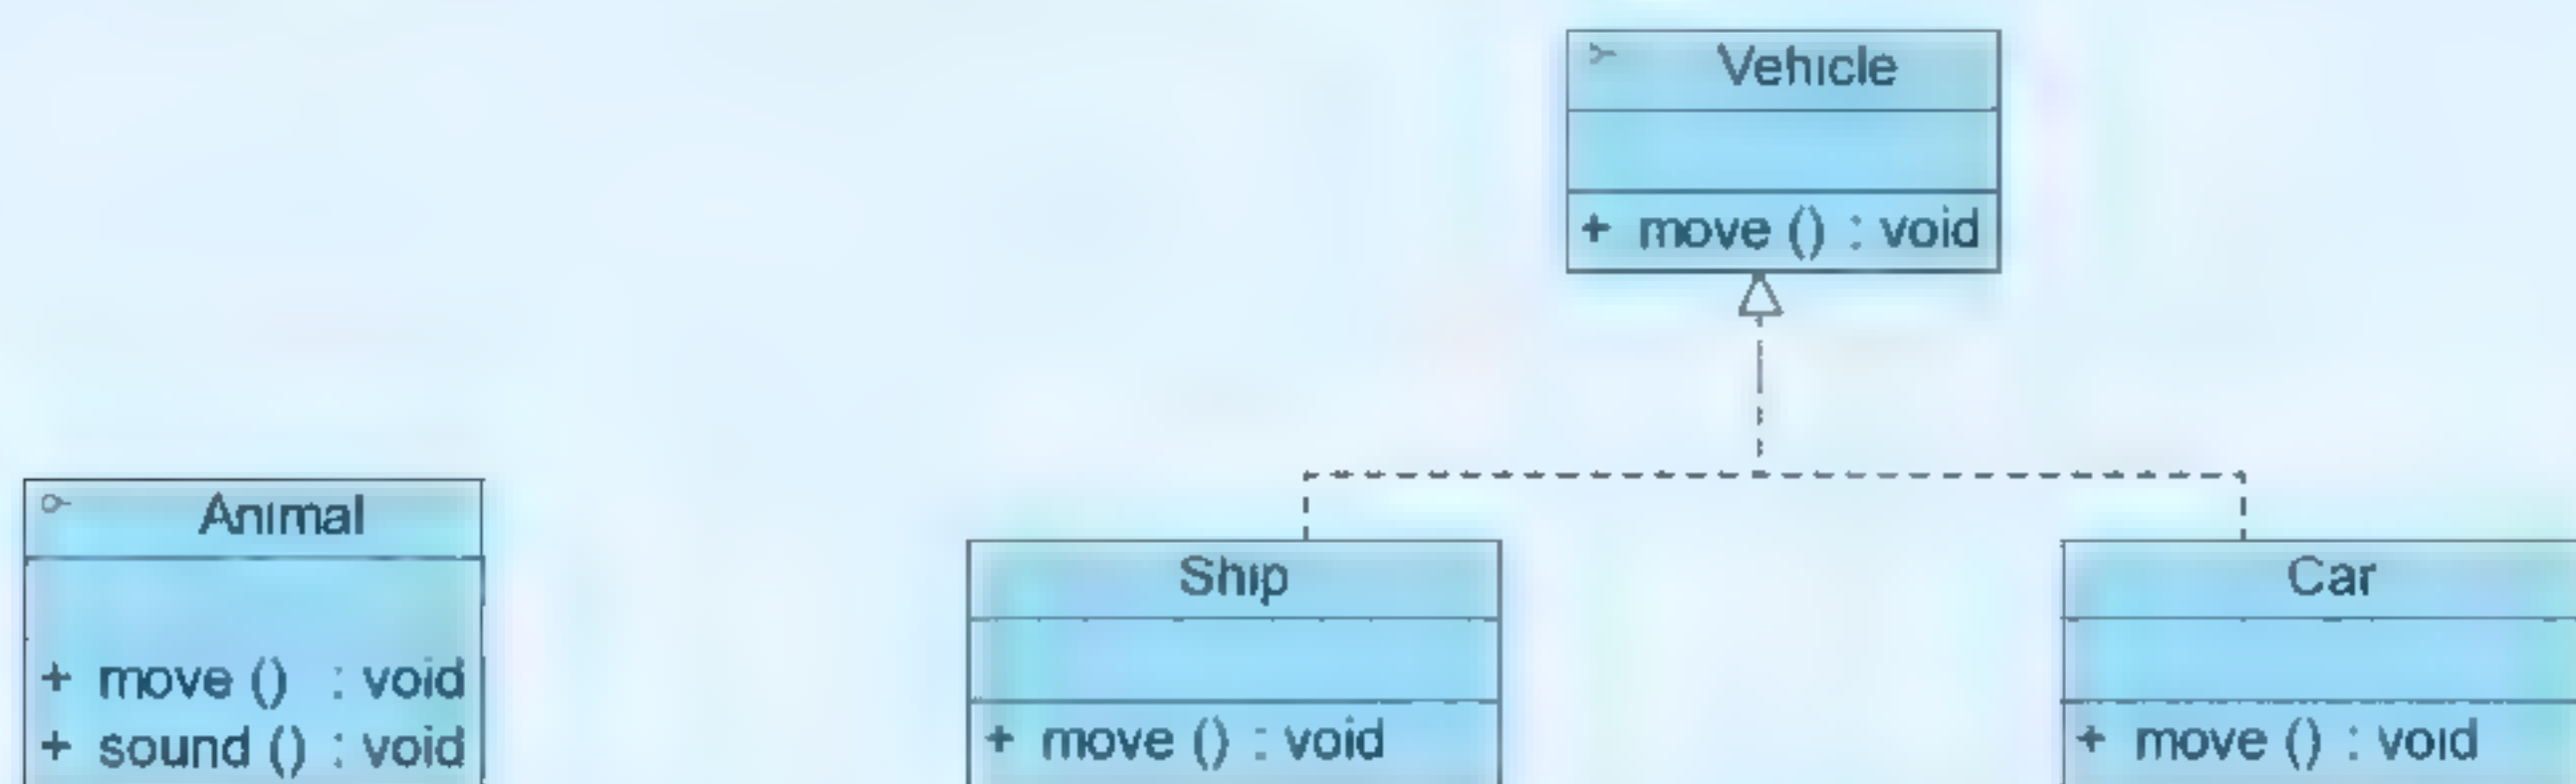 Vehicle
+ move () : void
Animal
+ move () : void
+ sound () : void
Ship
+ move () : void
Car
+ move () : void